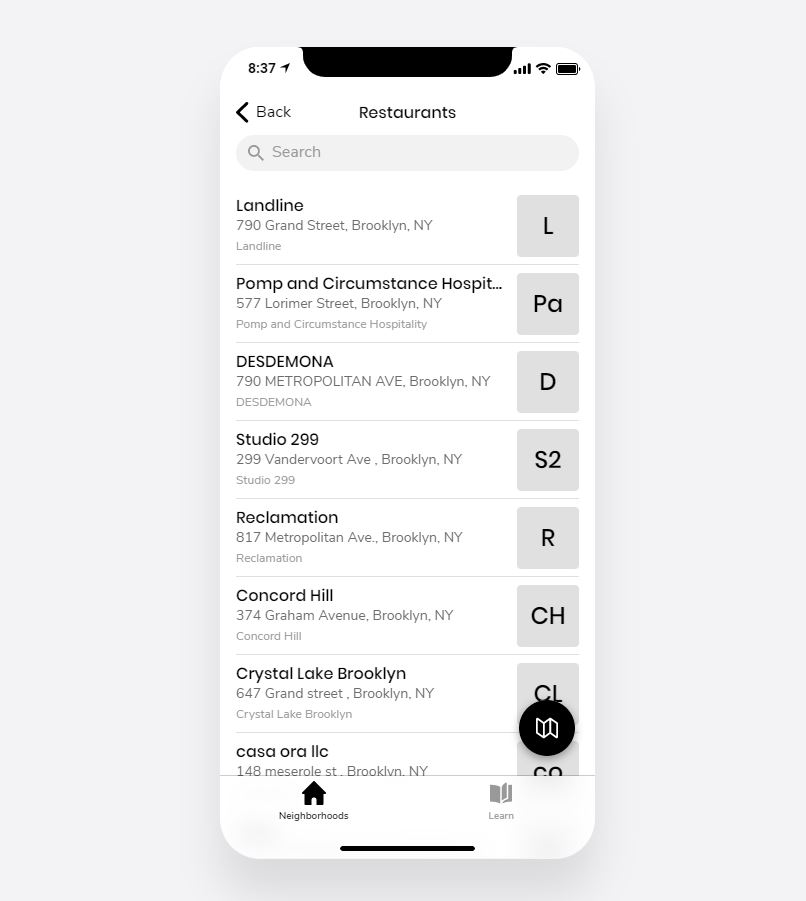 8:37
Back
Restaurants
Search
Landline
790 Grand Street, Brooklyn, NY
Landline
L
Pomp and Circumstance Hospit...
577 Lorimer Street, Brooklyn, NY
Pomp and Circumstance Hospitality
Pa
DESDEMONA
790 METROPOLITAN AVE, Brooklyn, NY
DESDEMONA
D
Studio 299
299 Vandervoort Ave , Brooklyn, NY
Studio 299
S2
Reclamation
817 Metropolitan Ave., Brooklyn, NY
Reclamation
R
Concord Hill
374 Graham Avenue, Brooklyn, NY
Concord Hill
CH
Crystal Lake Brooklyn
647 Grand street , Brooklyn, NY
Crystal Lake Brooklyn
CL
casa ora llc
148 meserole st , Brooklyn, NY
co
Neighborhoods
Learn